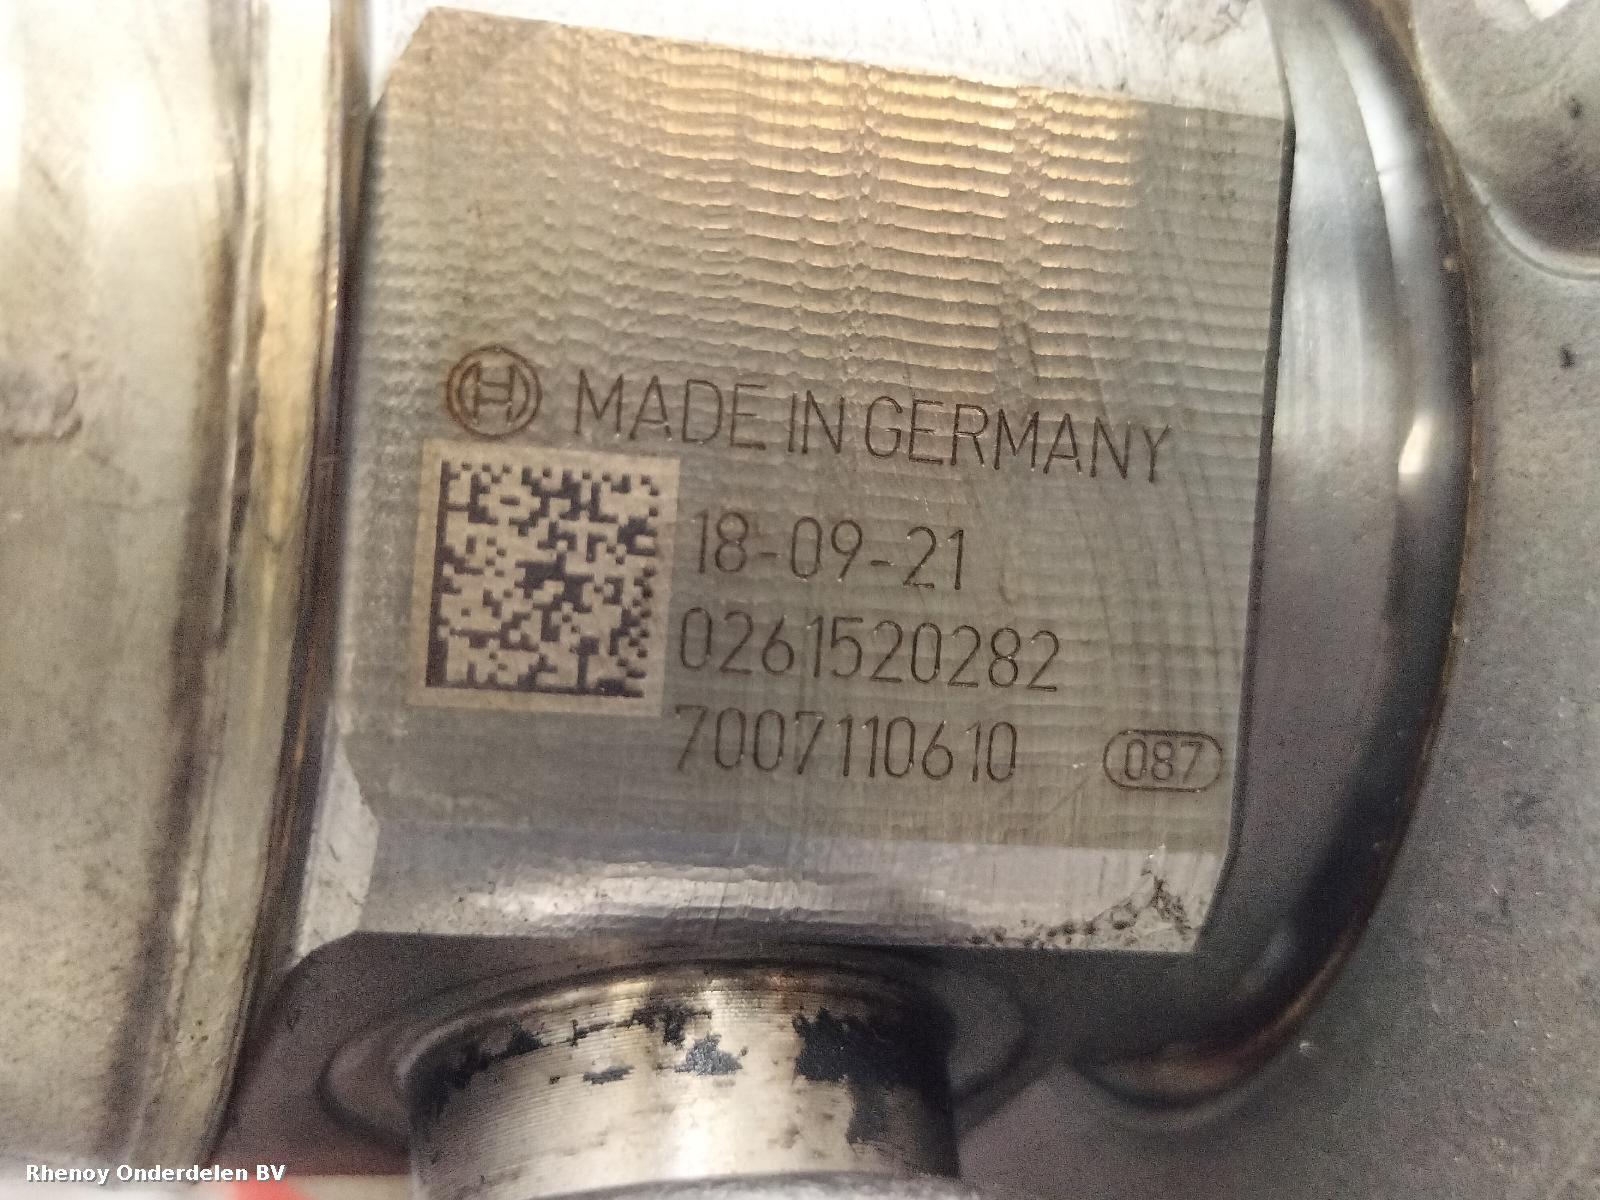 MADE IN GERMANY
18-09-21
0261520282
7007110610 087
Rhenoy Onderdelen BV